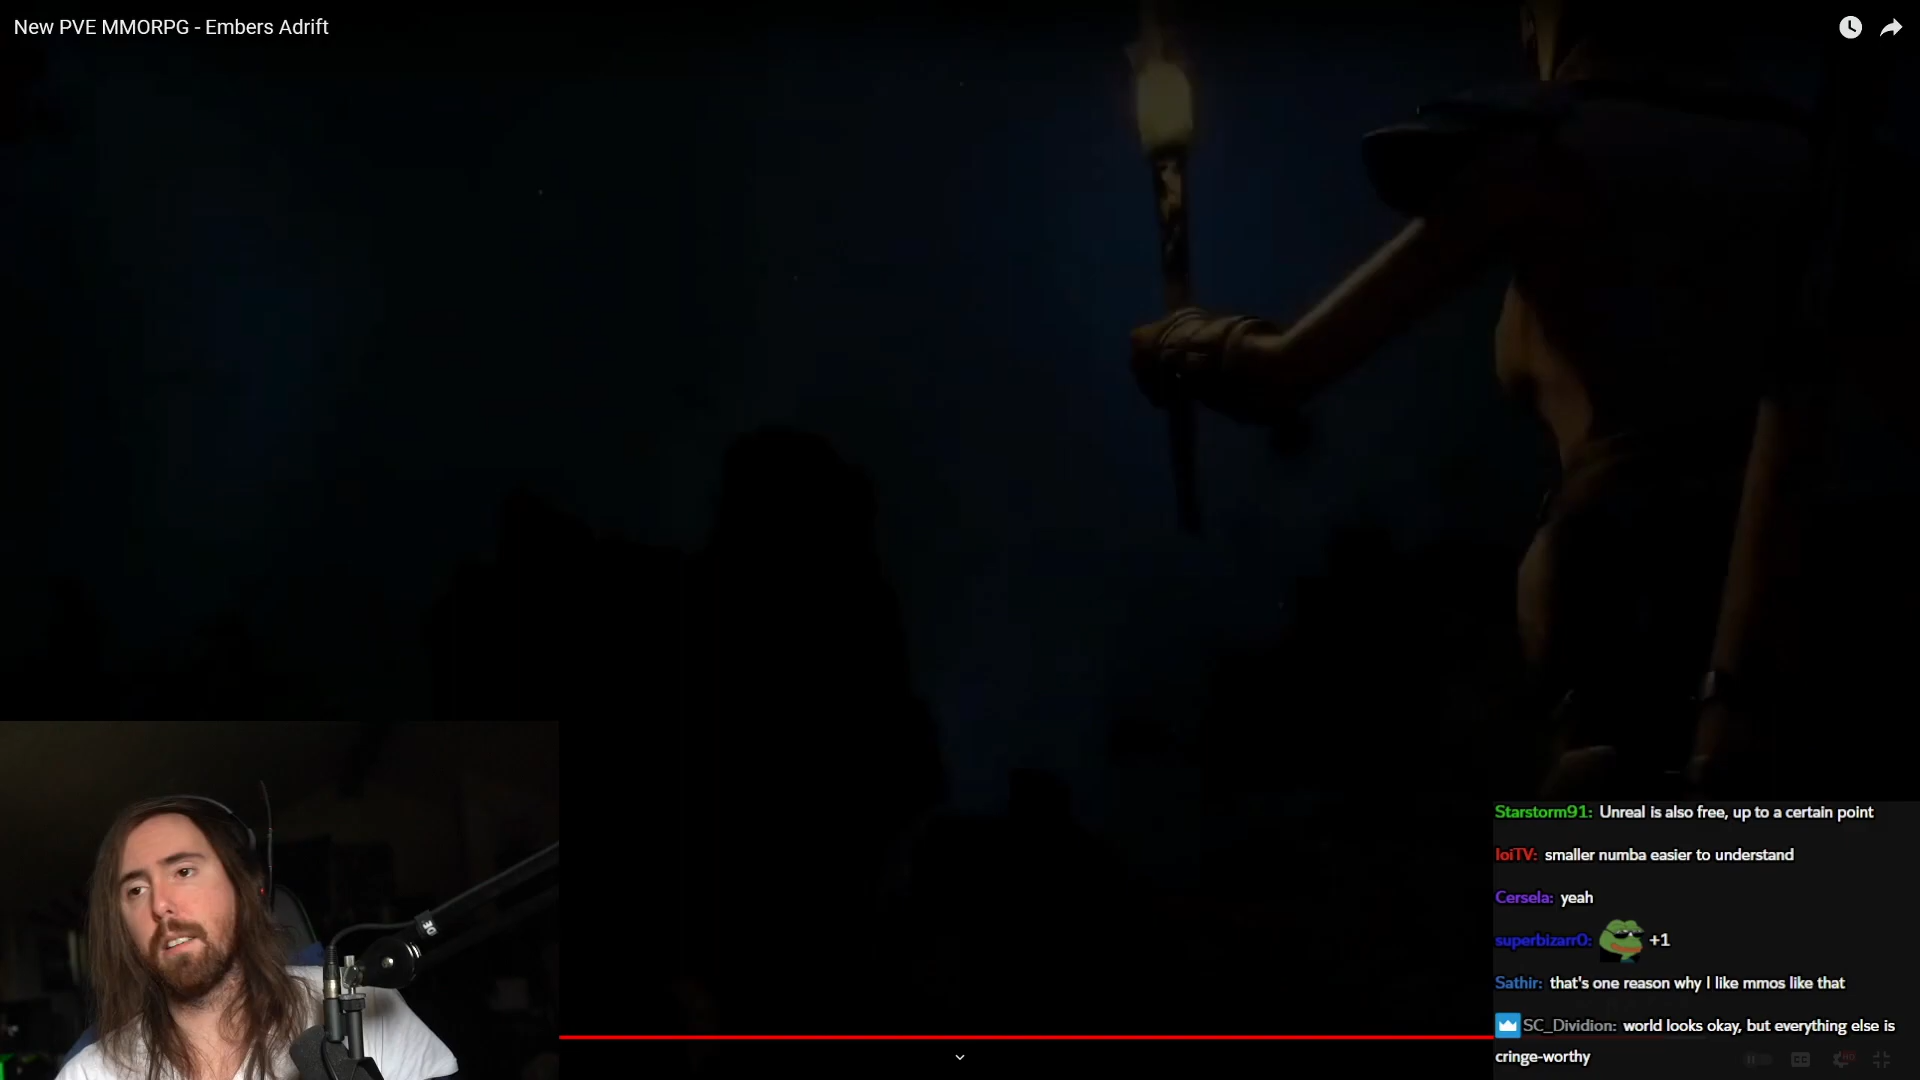 New PVE MMORPG - Embers Adrift
Starstorm91: Unreal is also free, up to a certain point
loiTV: smaller numba easier to understand
Cersela: yeah
superbizarr0: +1
Sathir: that's one reason why I like mmos like that
SC_Dividion: world looks okay, but everything else is
cringe-worthy
CC
HD